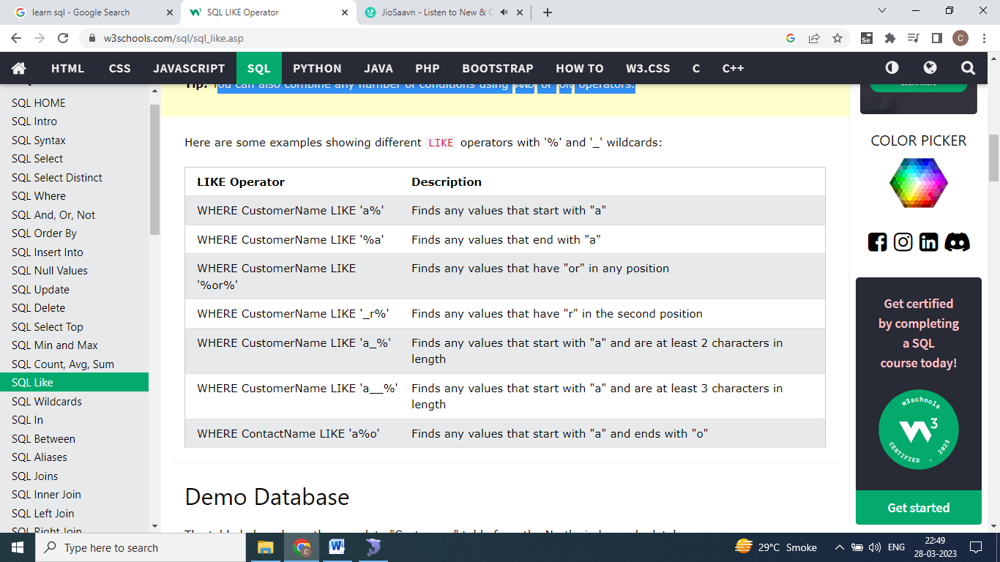 learn sql - Google Search
SQL LIKE Operator
JioSaavn - Listen to New & C
w3schools.com/sql/sql_like.asp
HTML CSS JAVASCRIPT SQL PYTHON JAVA PHP BOOTSTRAP HOW TO W3.CSS C C++
SQL HOME
SQL Intro
SQL Syntax
SQL Select
SQL Select Distinct
SQL Where
SQL And, Or, Not
SQL Order By
SQL Insert Into
SQL Null Values
SQL Update
SQL Delete
SQL Select Top
SQL Min and Max
SQL Count, Avg, Sum
SQL Like
SQL Wildcards
SQL In
SQL Between
SQL Aliases
SQL Joins
SQL Inner Join
SQL Left Join
SQL Right Join
Tip: You can also combine any number of conditions using AND or OR operators.
Here are some examples showing different LIKE operators with '%' and '_' wildcards:
LIKE Operator Description
WHERE CustomerName LIKE 'a%' Finds any values that start with "a"
WHERE CustomerName LIKE '%a' Finds any values that end with "a"
WHERE CustomerName LIKE Finds any values that have "or" in any position
'%or%'
WHERE CustomerName LIKE '_r%' Finds any values that have "r" in the second position
WHERE CustomerName LIKE 'a_%' Finds any values that start with "a" and are at least 2 characters in
length
WHERE CustomerName LIKE 'a__%' Finds any values that start with "a" and are at least 3 characters in
length
WHERE ContactName LIKE 'a%o' Finds any values that start with "a" and ends with "o"
Demo Database
Learn more
COLOR PICKER
Get certified
by completing
a SQL
course today!
w3schools
W3
CERTIFIED . 2023
Get started
Type here to search
29°C Smoke
ENG
22:49
28-03-2023